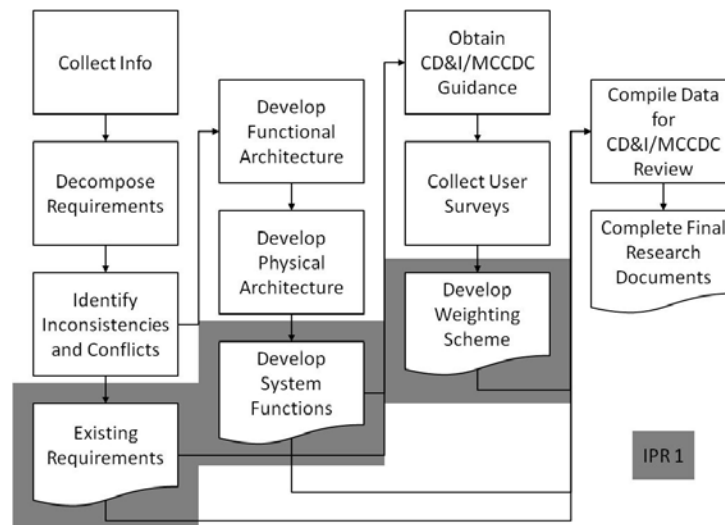 Collect Info
Decompose
Requirements
Identify
Inconsistencies
and Conflicts
Existing
Requirements
Develop
Functional
Architecture
Develop
Physical
Architecture
Develop
System
Functions
Obtain
CD&I/MCCDC
Guidance
Collect User
Surveys
Develop
Weighting
Scheme
Compile Data
for
CD&I/MCCDC
Review
Complete Final
Research
Documents
IPR 1